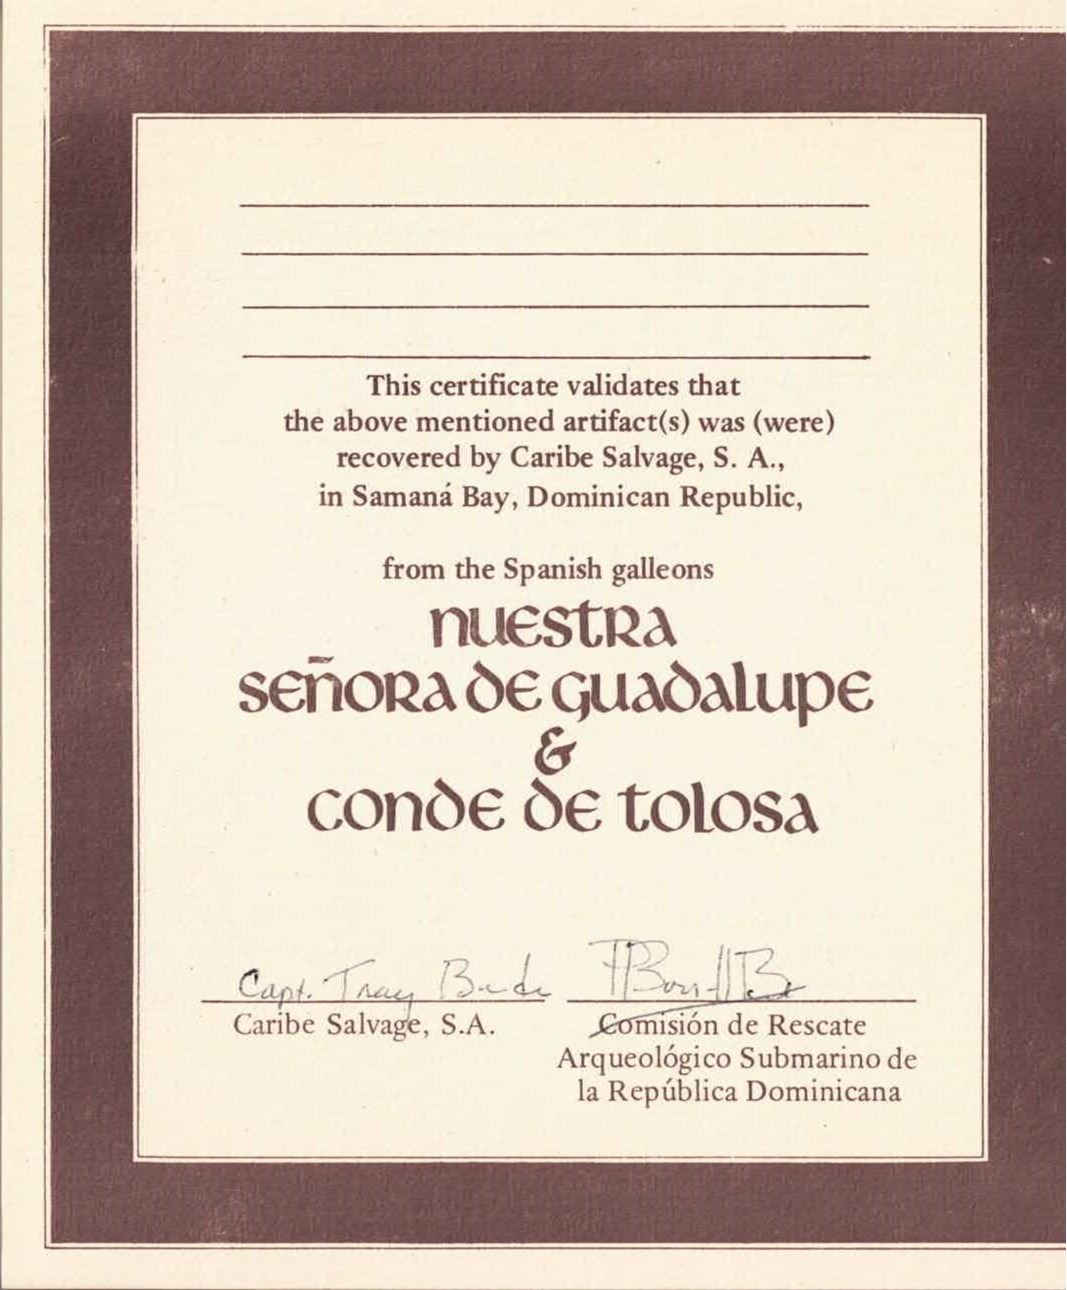 This certificate validates that
the above mentioned artifact(s) was (were)
recovered by Caribe Salvage, S. A.,
in Samaná Bay, Dominican Republic,
from the Spanish galleons
nuestra
señora de guadalupe
&
conde de tolosa
Capt. Tracy
Caribe Salvage, S.A.
Comisión de Rescate
Arqueológico Submarino de
la República Dominicana